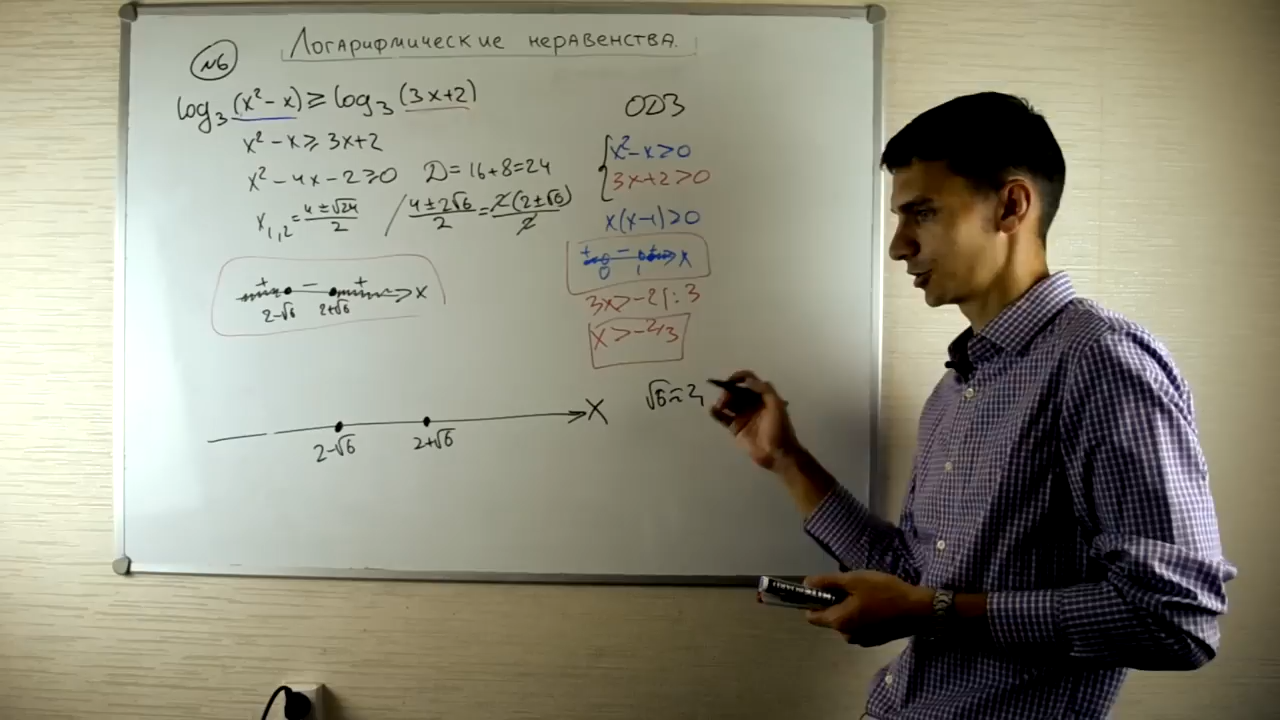 №6
Логарифмические неравенства.
log₃(x²-x)≥log₃(3x+2)
x²-x≥3x+2
x²-4x-2≥0 D=16+8=24
x₁,₂=(4±√24)/2 / (4±2√6)/2=2(2±√6)/2
+ - +
2-√6 2+√6 x
2-√6 2+√6 X
ОДЗ
x²-x>0
3x+2>0
x(x-1)>0
+ - +
0 1 x
3x>-2|:3
x>-2/3
√6≈2,